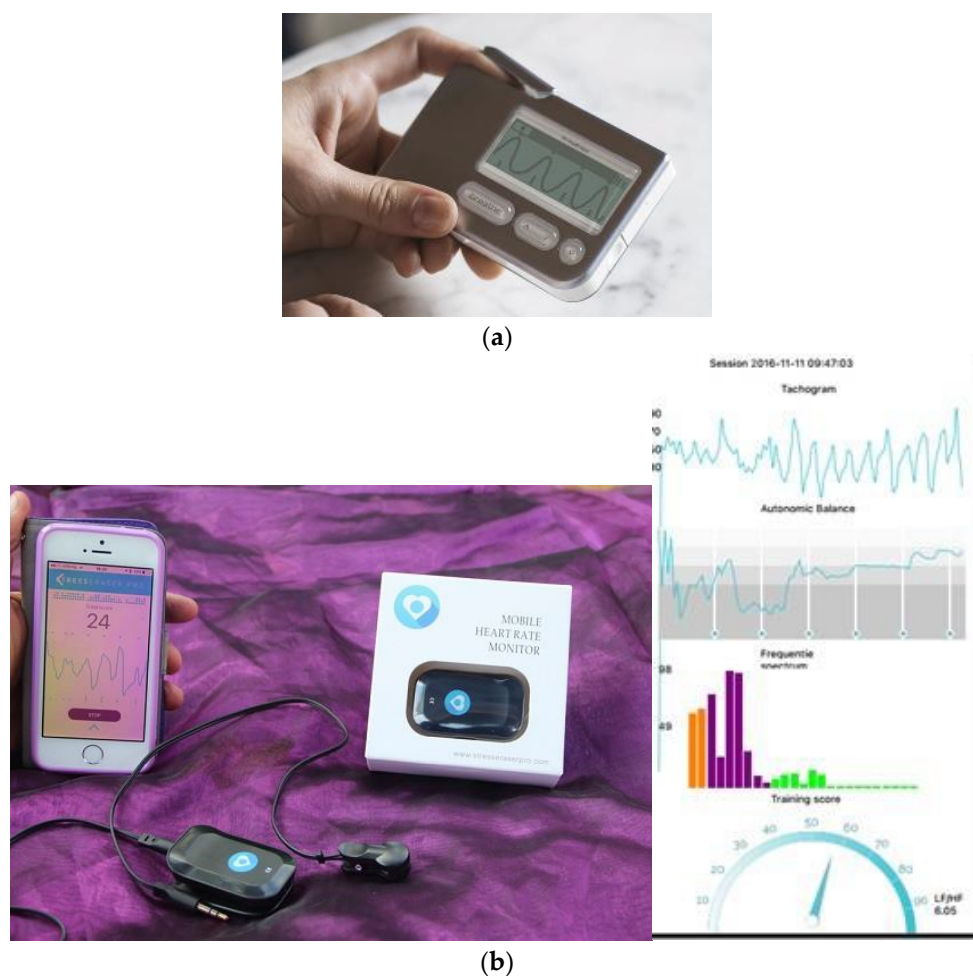 (a)
Session 2016-11-11 09:47:03
Tachogram
Autonomic Balance
Frequentie
spectrum
98
49
Training score
10
20
30
40
50
60
70
80
90
LF/HF
6.05
STRESSERASER PRO
24
STOP
MOBILE
HEART RATE
MONITOR
www.stresseraserpro.com
(b)